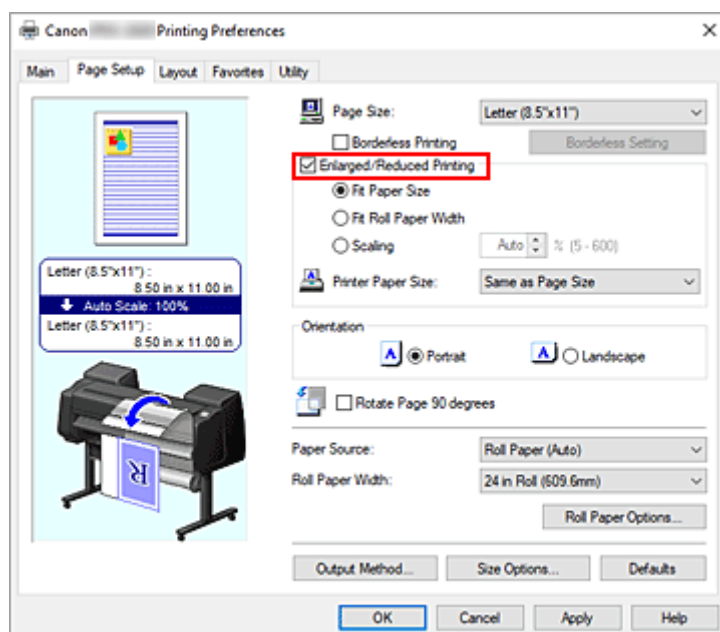 Canon Printing Preferences
Main Page Setup Layout Favorites Utility
Page Size: Letter (8.5"x11")
Borderless Printing Borderless Setting
Enlarged/Reduced Printing
Fit Paper Size
Fit Roll Paper Width
Scaling Auto % (5 - 600)
Printer Paper Size: Same as Page Size
Letter (8.5"x11") :
8.50 in x 11.00 in
Auto Scale: 100%
Letter (8.5"x11") :
8.50 in x 11.00 in
Orientation
A Portrait A Landscape
Rotate Page 90 degrees
R
Paper Source: Roll Paper (Auto)
Roll Paper Width: 24 in Roll (609.6mm)
Roll Paper Options...
Output Method... Size Options... Defaults
OK Cancel Apply Help